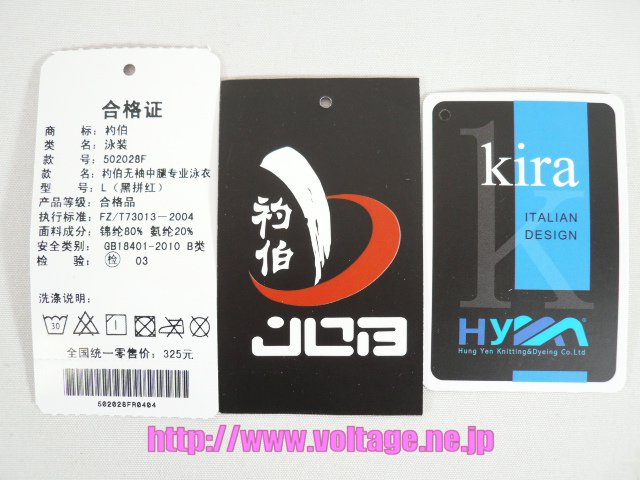 合格证
商 标：杓伯
类 名：泳装
款 号：502028F
款 名：杓伯无袖中腿专业泳衣
型 号：L（黑拼红）
产品等级：合格品
执行标准：FZ/T73013-2004
面料成分：锦纶80% 氨纶20%
安全类别：GB18401-2010 B类
检 验：检 03
洗涤说明：
30
全国统一零售价：325元
502028FR0404
杓伯
JOB
k
kira
ITALIAN
DESIGN
HYM
Hung Yen Knitting&Dyeing Co.Ltd
http://www.voltage.ne.jp